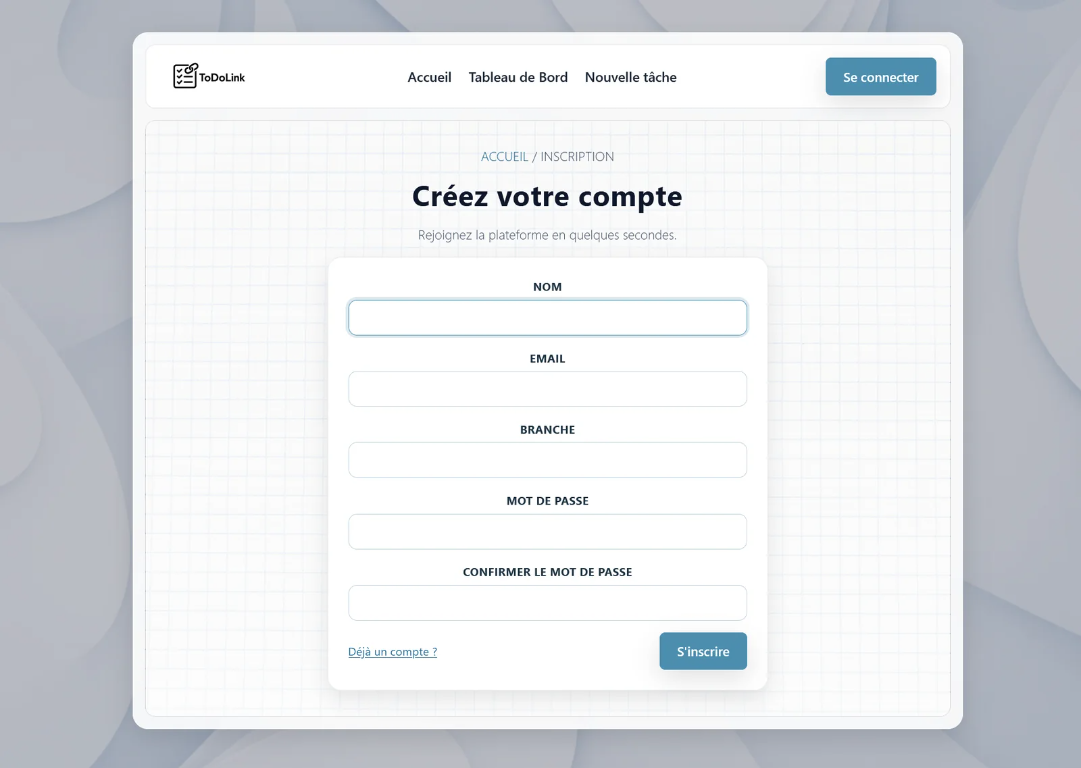 ToDoLink
Accueil Tableau de Bord Nouvelle tâche
Se connecter
ACCUEIL / INSCRIPTION
Créez votre compte
Rejoignez la plateforme en quelques secondes.
NOM
EMAIL
BRANCHE
MOT DE PASSE
CONFIRMER LE MOT DE PASSE
Déjà un compte ?
S'inscrire